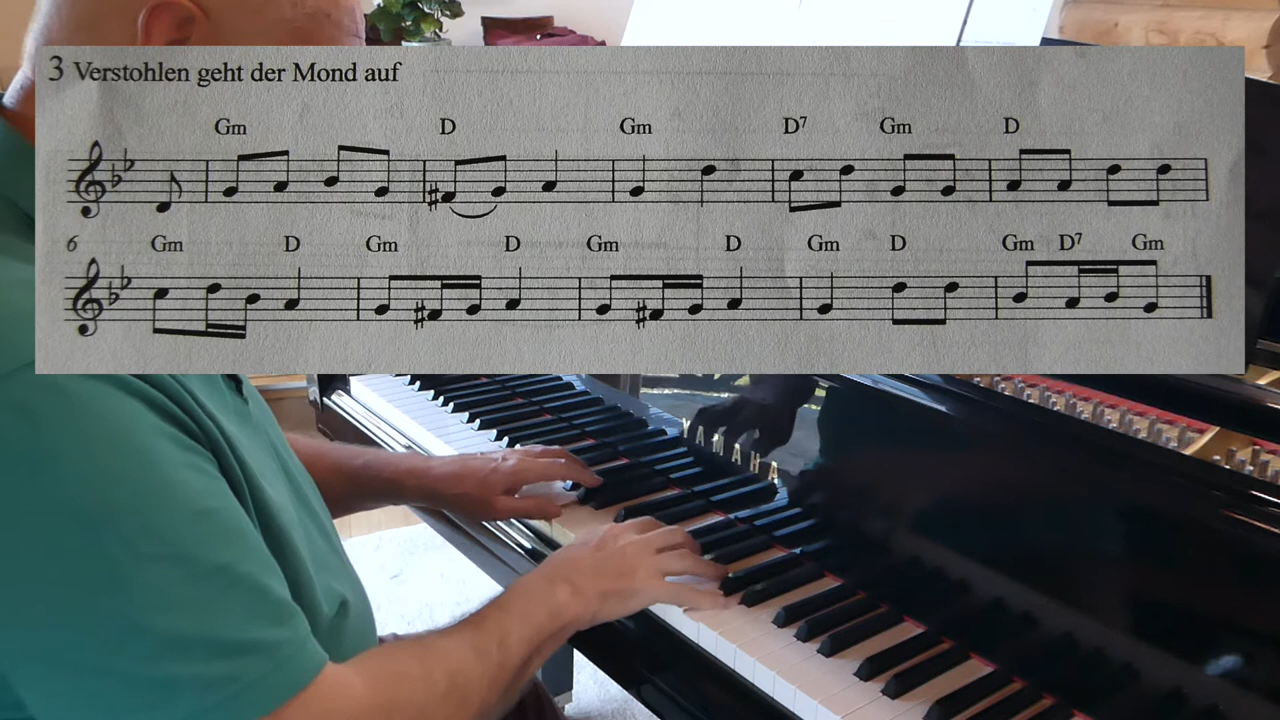 3 Verstohlen geht der Mond auf
Gm D Gm D7 Gm D
6 Gm D Gm D Gm D Gm D Gm D7 Gm
YAMAHA